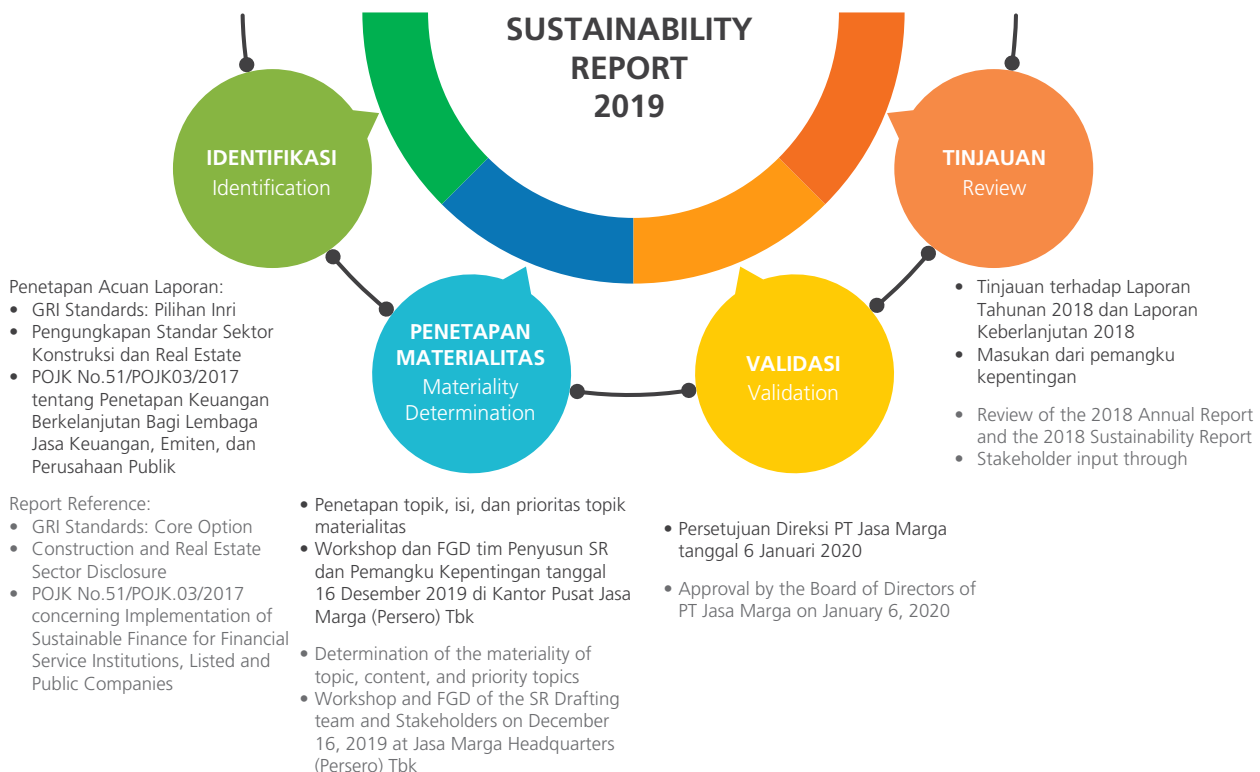 SUSTAINABILITY
REPORT
2019
IDENTIFIKASI
Identification
Penetapan Acuan Laporan:
• GRI Standards: Pilihan Inri
• Pengungkapan Standar Sektor
Konstruksi dan Real Estate
• POJK No.51/POJK03/2017
tentang Penetapan Keuangan
Berkelanjutan Bagi Lembaga
Jasa Keuangan, Emiten, dan
Perusahaan Publik
Report Reference:
• GRI Standards: Core Option
• Construction and Real Estate
Sector Disclosure
• POJK No.51/POJK.03/2017
concerning Implementation of
Sustainable Finance for Financial
Service Institutions, Listed and
Public Companies
PENETAPAN
MATERIALITAS
Materiality
Determination
• Penetapan topik, isi, dan prioritas topik
materialitas
• Workshop dan FGD tim Penyusun SR
dan Pemangku Kepentingan tanggal
16 Desember 2019 di Kantor Pusat Jasa
Marga (Persero) Tbk
• Determination of the materiality of
topic, content, and priority topics
• Workshop and FGD of the SR Drafting
team and Stakeholders on December
16, 2019 at Jasa Marga Headquarters
(Persero) Tbk
VALIDASI
Validation
• Persetujuan Direksi PT Jasa Marga
tanggal 6 Januari 2020
• Approval by the Board of Directors of
PT Jasa Marga on January 6, 2020
TINJAUAN
Review
• Tinjauan terhadap Laporan
Tahunan 2018 dan Laporan
Keberlanjutan 2018
• Masukan dari pemangku
kepentingan
• Review of the 2018 Annual Report
and the 2018 Sustainability Report
• Stakeholder input through